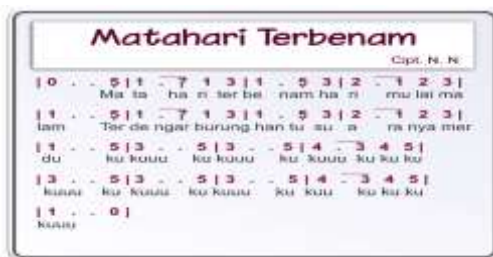 Matahari Terbenam
Cipt. N. N.
| 0 . . 5 | 1 . 7 1 3 | 1 . 5 3 | 2 . 1 2 3 |
Ma ta ha ri ter be nam ha ri mu lai ma
| 1 . . 5 | 1 . 7 1 3 | 1 . 5 3 | 2 . 1 2 3 |
lam Ter de ngar burung han tu su a ra nya mer
| 1 . . 5 | 3 . . 5 | 3 . . 5 | 4 . 3 4 5 |
du ku kuuu ku kuuu ku kuuu ku ku ku
| 3 . . 5 | 3 . . 5 | 3 . . 5 | 4 . 3 4 5 |
kuuu ku kuuu ku kuuu ku kuu ku ku ku
| 1 . . 0 |
kuuu